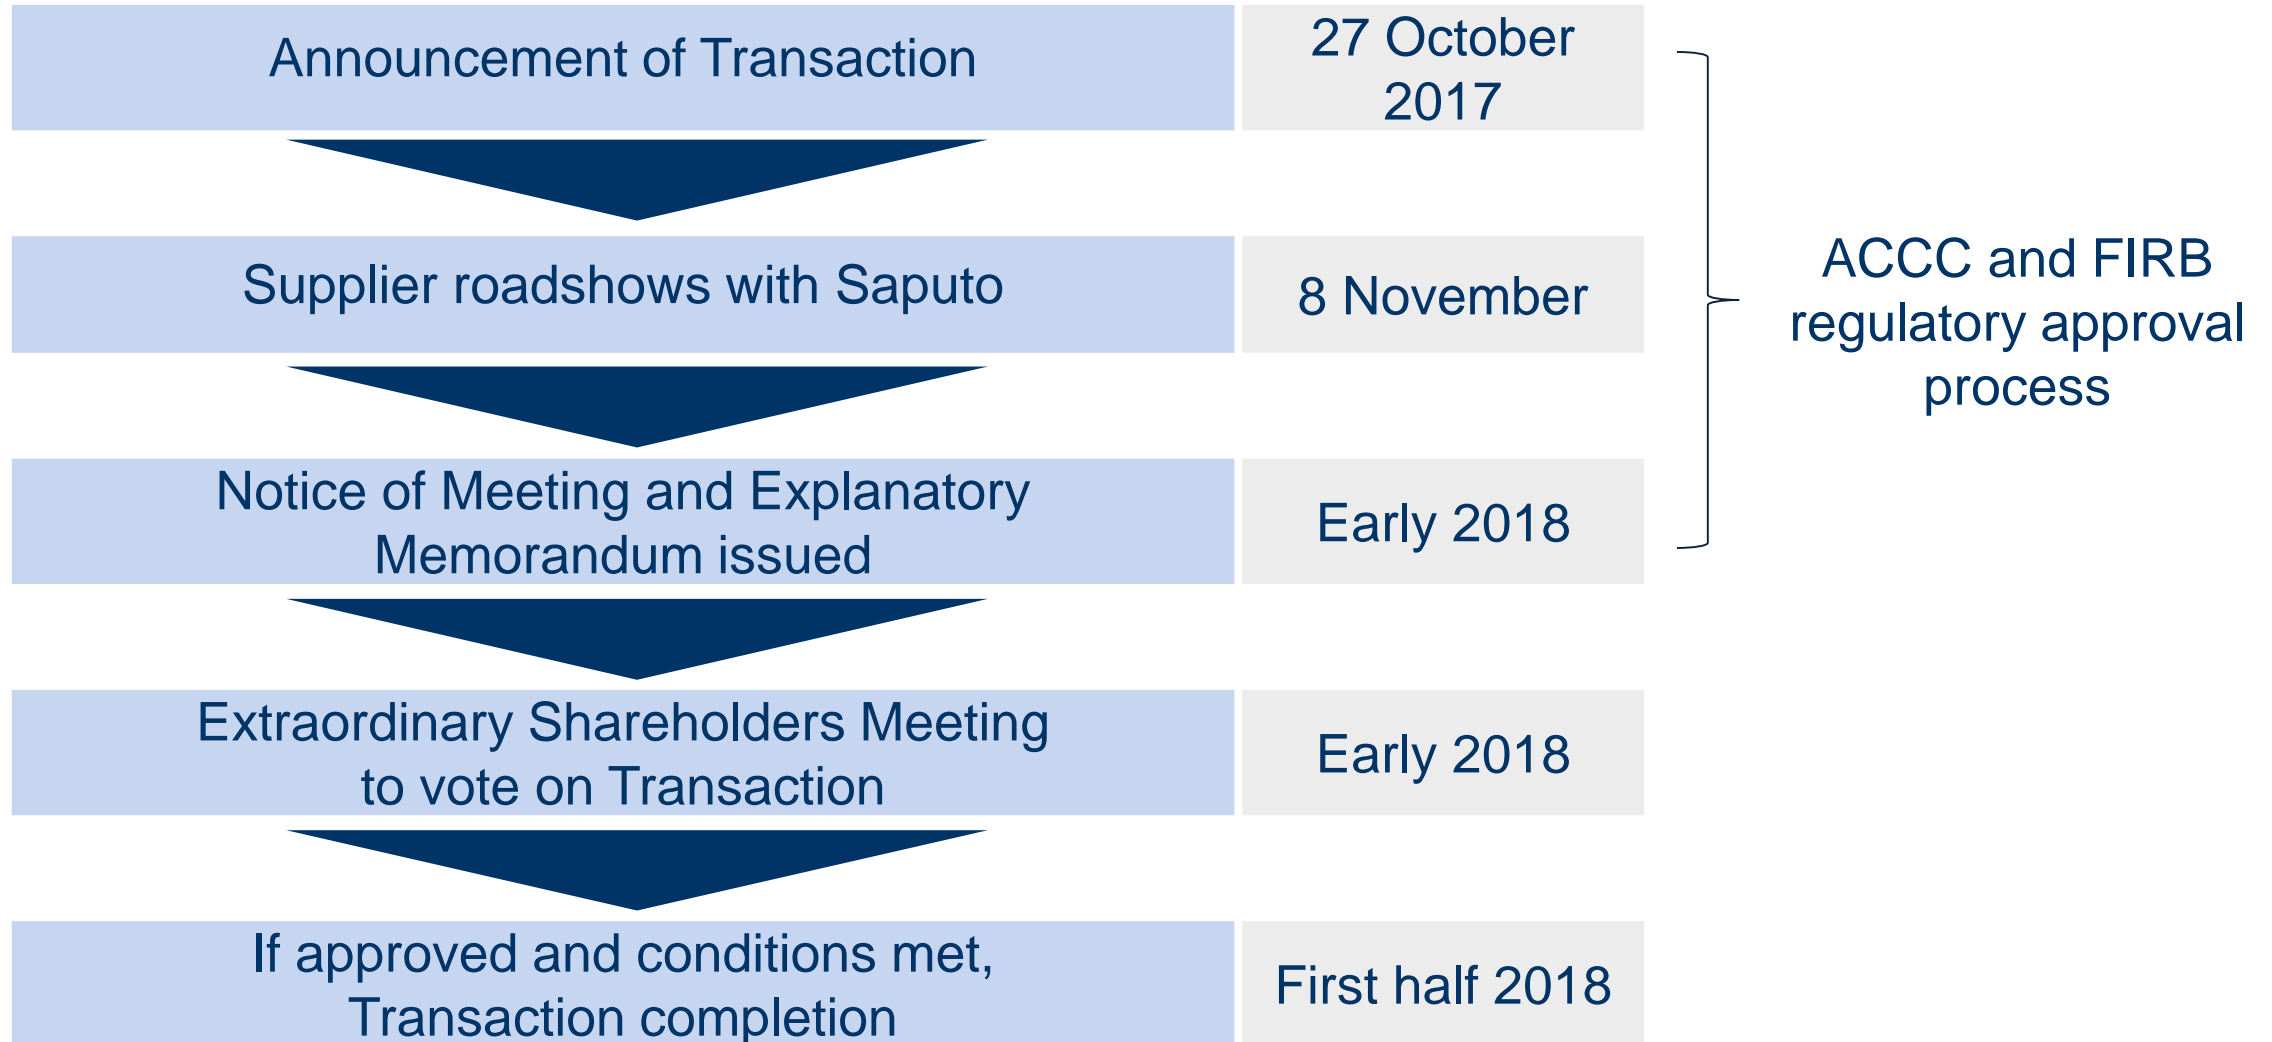 Announcement of Transaction
27 October
2017
Supplier roadshows with Saputo
8 November
ACCC and FIRB
regulatory approval
process
Notice of Meeting and Explanatory
Memorandum issued
Early 2018
Extraordinary Shareholders Meeting
to vote on Transaction
Early 2018
If approved and conditions met,
Transaction completion
First half 2018